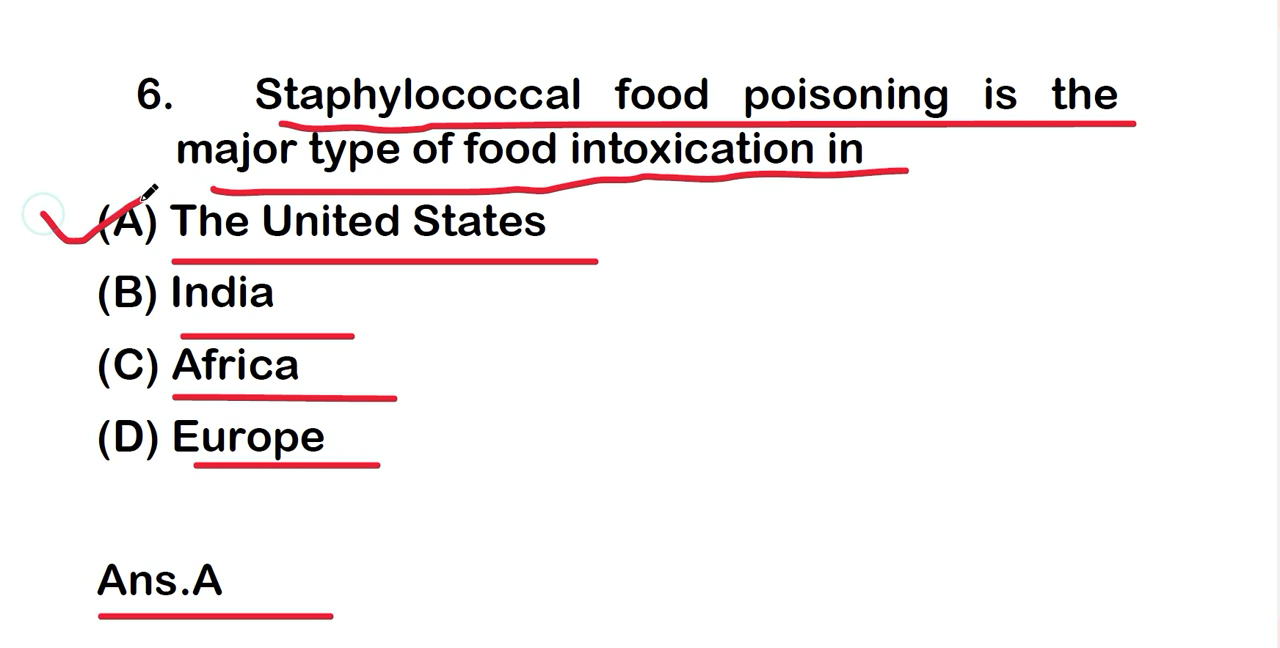 6. Staphylococcal food poisoning is the
major type of food intoxication in
(A) The United States
(B) India
(C) Africa
(D) Europe
Ans.A